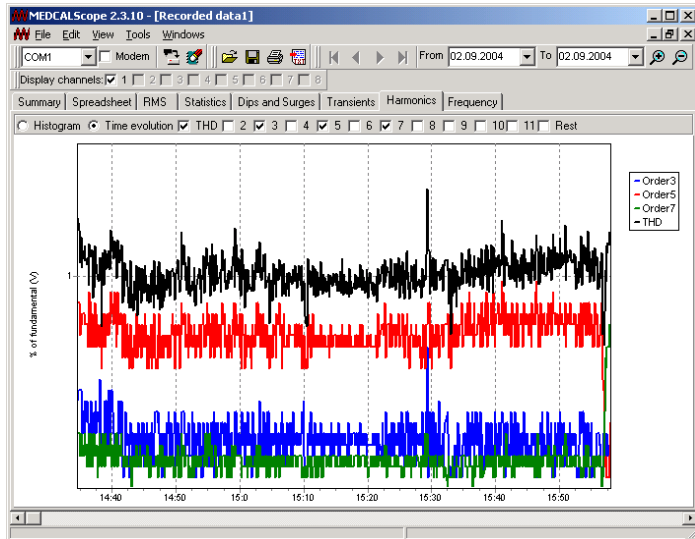 MEDCALScope 2.3.10 - [Recorded data1]
File Edit View Tools Windows
COM1 Modem From 02.09.2004 To 02.09.2004
Display channels: 1 2 3 4 5 6 7 8
Summary Spreadsheet RMS Statistics Dips and Surges Transients Harmonics Frequency
Histogram Time evolution THD 2 3 4 5 6 7 8 9 10 11 Rest
Order3
Order5
Order7
THD
% of fundamental (V)
1
14:40 14:50 15:0 15:10 15:20 15:30 15:40 15:50